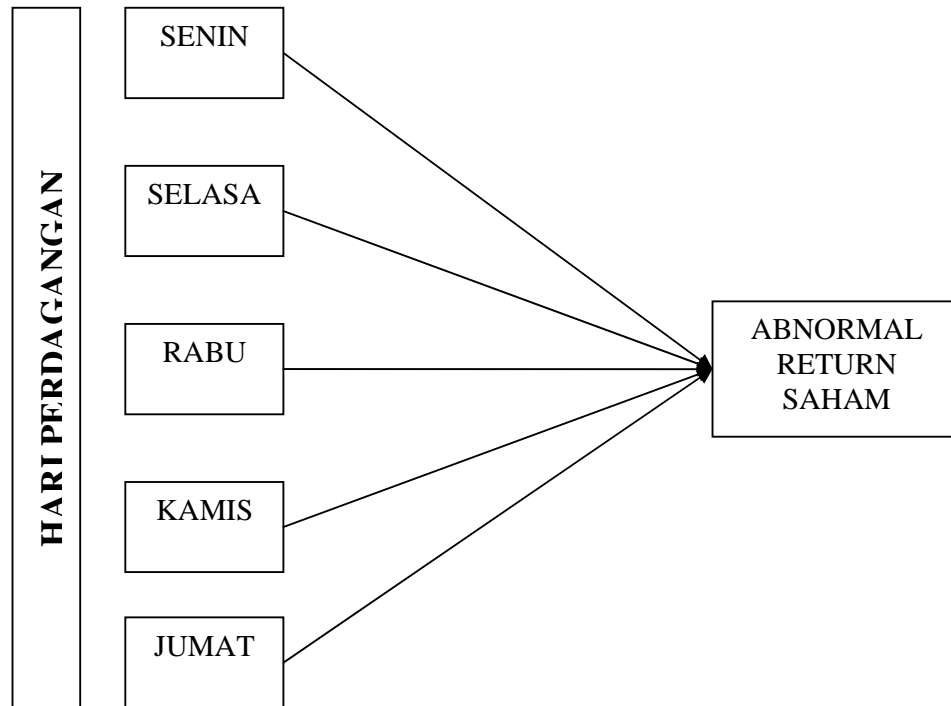 HARI PERDAGANGAN
SENIN
SELASA
RABU
KAMIS
JUMAT
ABNORMAL
RETURN
SAHAM